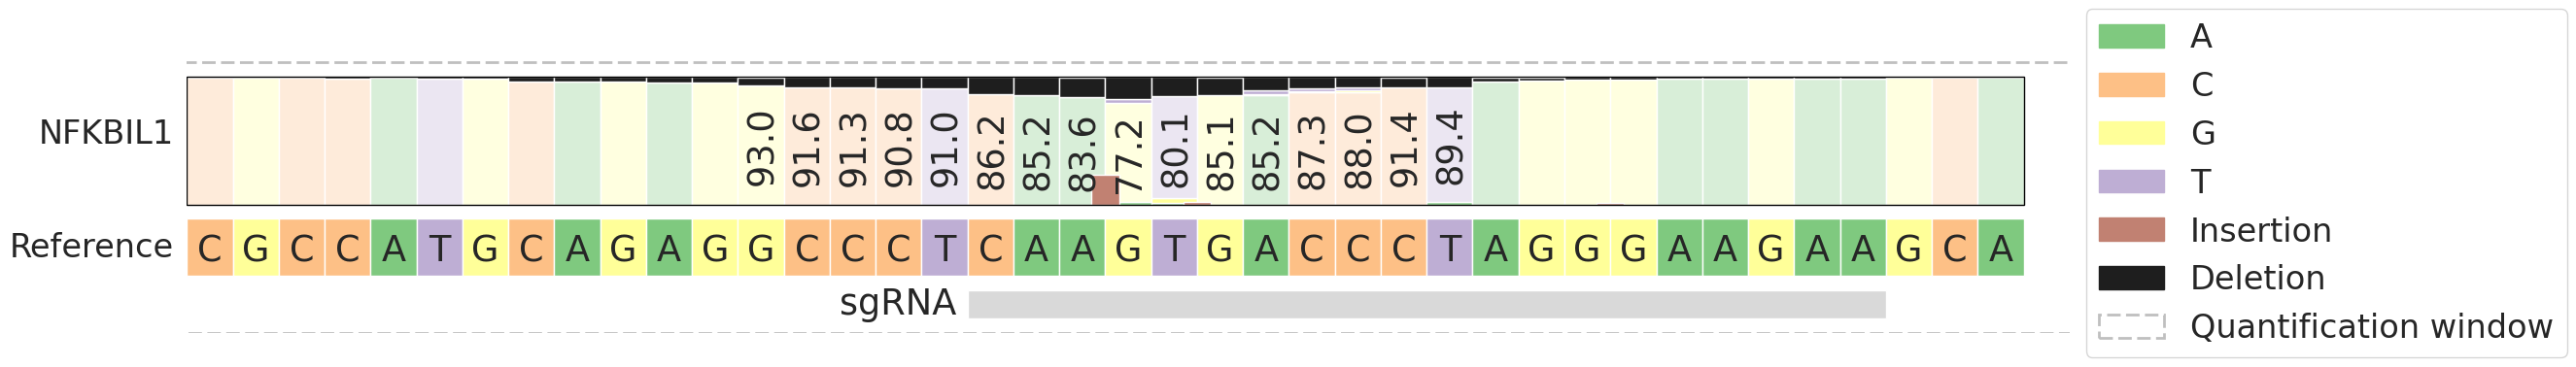 NFKBIL1
93.0 91.6 91.3 90.8 91.0 86.2 85.2 83.6 77.2 80.1 85.1 85.2 87.3 88.0 91.4 89.4
Reference C G C C A T G C A G A G G C C C T C A A G T G A C C C T A G G G A A G A A G C A
sgRNA
A
C
G
T
Insertion
Deletion
Quantification window